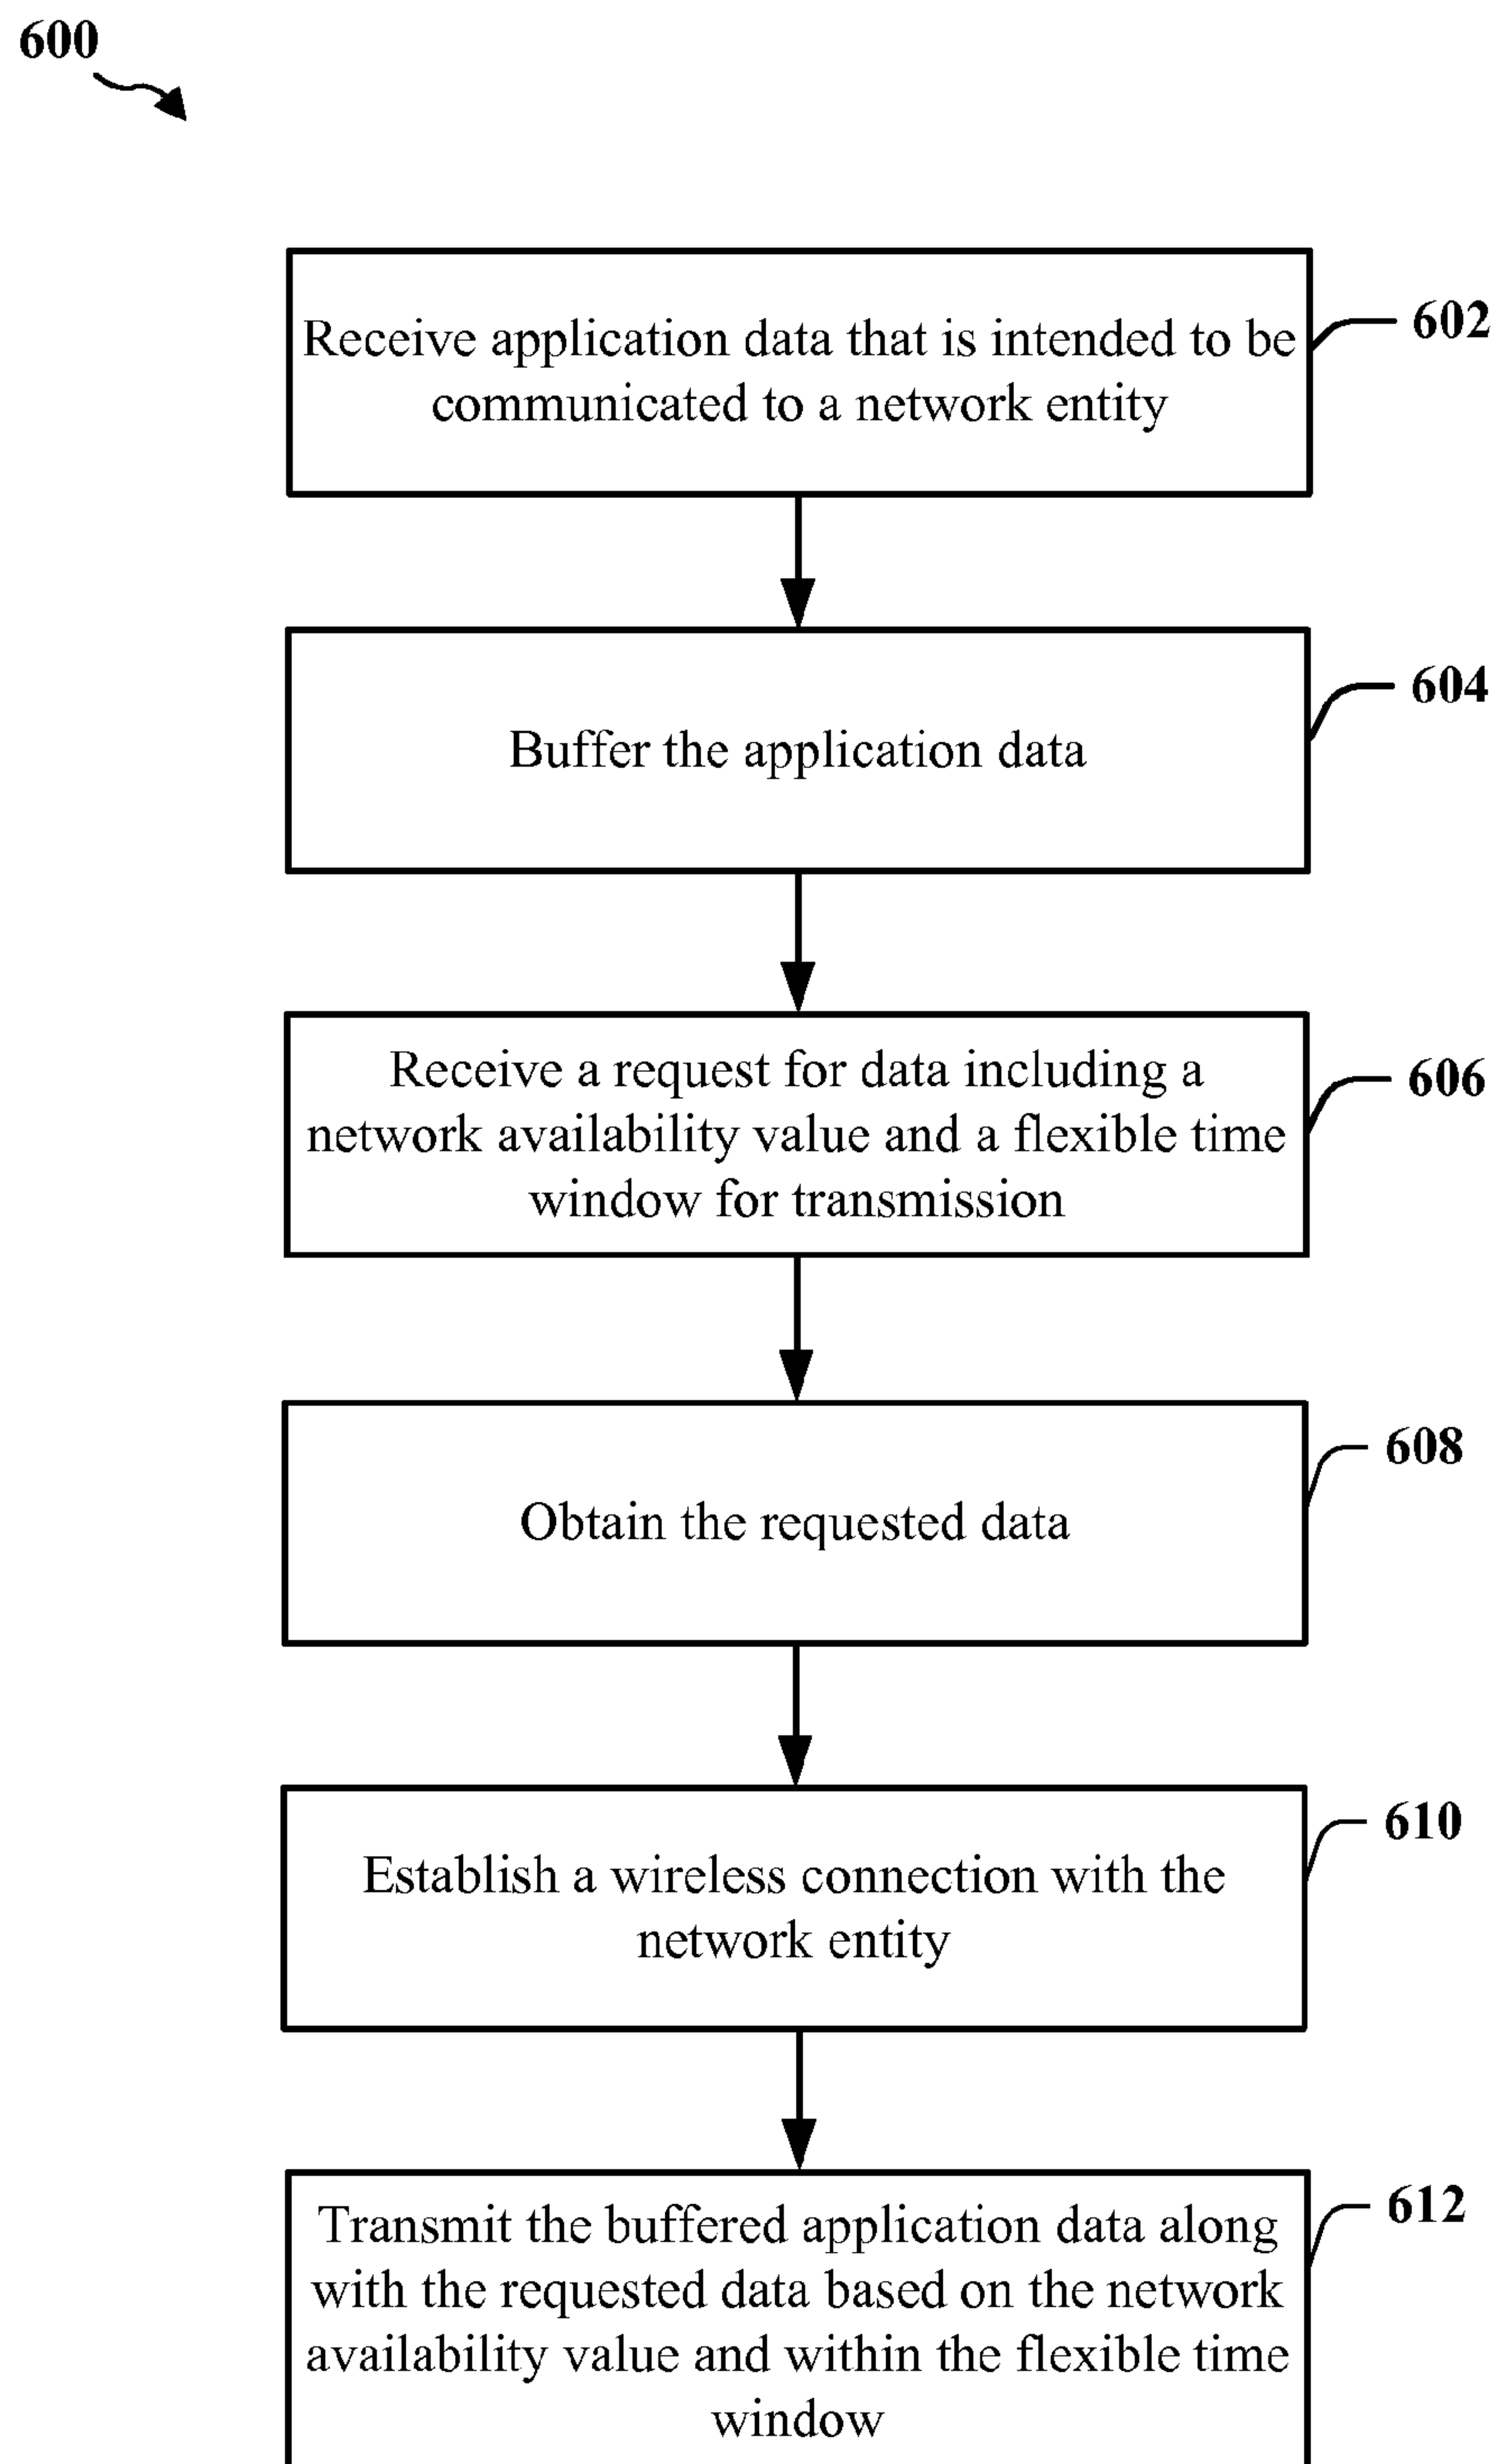 600
Receive application data that is intended to be
communicated to a network entity
602
Buffer the application data
604
Receive a request for data including a
network availability value and a flexible time
window for transmission
606
Obtain the requested data
608
Establish a wireless connection with the
network entity
610
Transmit the buffered application data along
with the requested data based on the network
availability value and within the flexible time
window
612